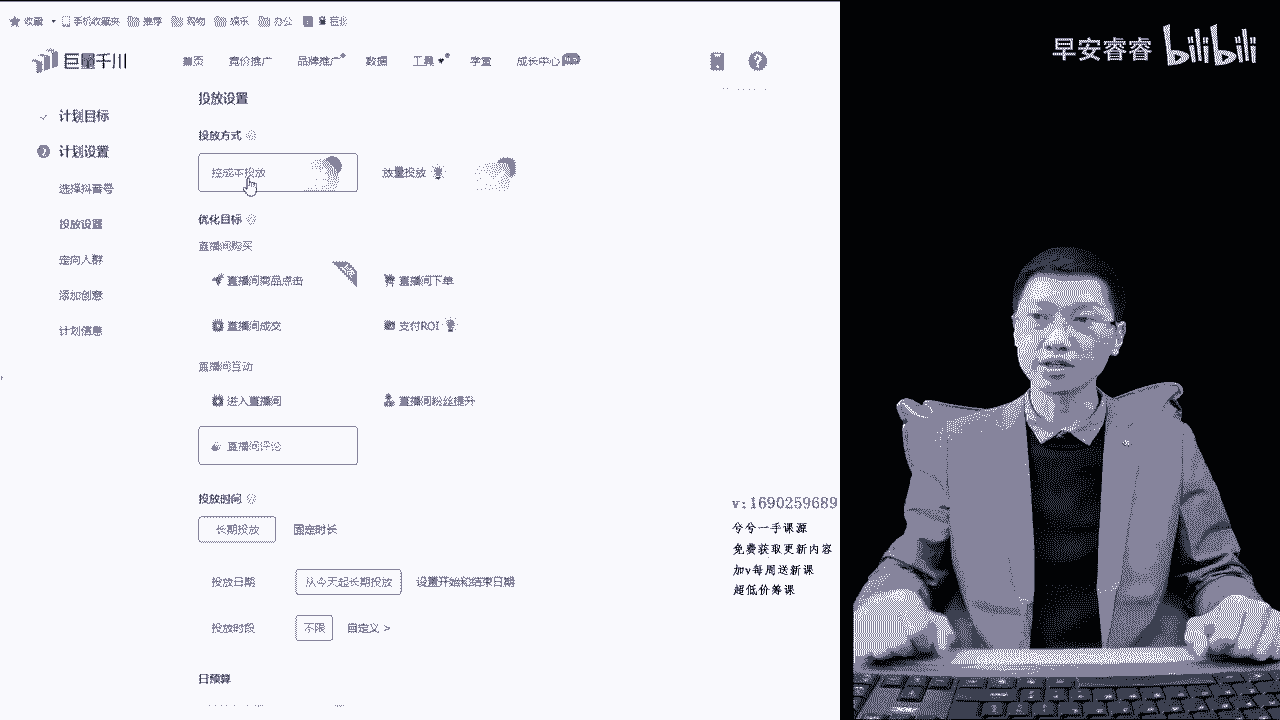 收藏 手机收藏夹 推荐 购物 娱乐 办公 巨业
巨量千川 首页 竞价推广 品牌推广 数据 工具 学堂 成长中心
早安睿睿 bilibili
投放设置
计划目标
投放方式
计划设置
控成本投放 放量投放
选择抖音号
投放设置
优化目标
直播间购买
定向人群
直播间商品点击 直播间下单
添加创意
直播间成交 支付ROI
计划信息
直播间互动
进入直播间 直播间粉丝提升
直播间评论
投放时间
长期投放 固定时长
投放日期 从今天起长期投放 设置开始和结束日期
投放时段 不限 自定义 >
日预算
v:1690259689
兮兮一手课源
免费获取更新内容
加v每周送新课
超低价筹课